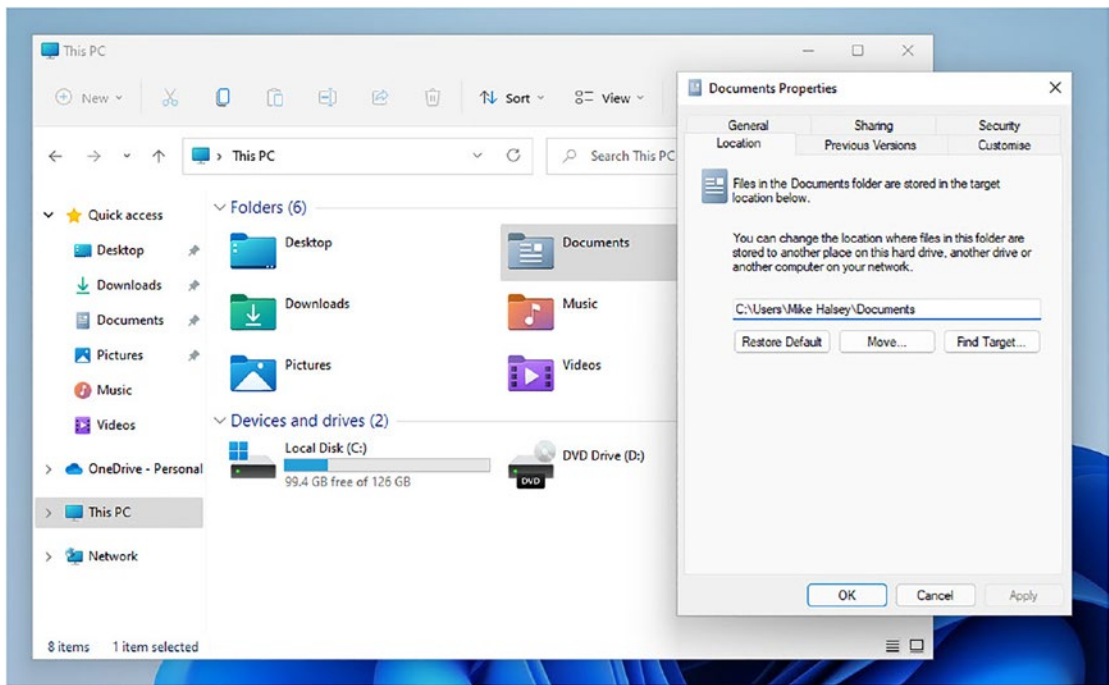 This PC
New
Sort
View
This PC
Search This PC
Quick access
Desktop
Downloads
Documents
Pictures
Music
Videos
OneDrive - Personal
This PC
Network
Folders (6)
Desktop
Documents
Downloads
Music
Pictures
Videos
Devices and drives (2)
Local Disk (C:)
99.4 GB free of 126 GB
DVD Drive (D:)
DVD
8 items 1 item selected
Documents Properties
General Sharing Security
Location Previous Versions Customise
Files in the Documents folder are stored in the target
location below.
You can change the location where files in this folder are
stored to another place on this hard drive, another drive or
another computer on your network.
C:\Users\Mike Halsey\Documents
Restore Default Move... Find Target...
OK Cancel Apply